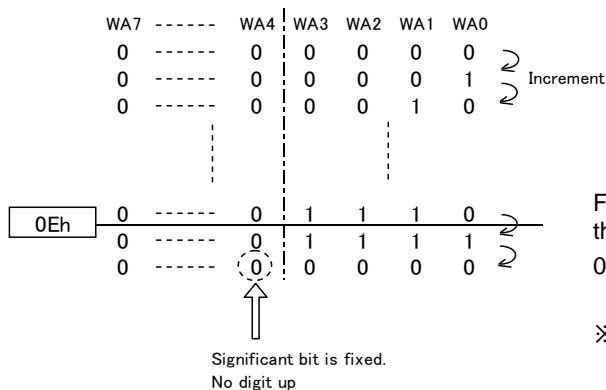 WA7 ------ WA4 WA3 WA2 WA1 WA0
0 ------ 0 0 0 0 0
0 ------ 0 0 0 0 1
Increment
0 ------ 0 0 0 1 0
0 ------ 0 1 1 1 0
0Eh
0 ------ 0 1 1 1 1
0 ------ 0 0 0 0 0
Significant bit is fixed.
No digit up
F
th
0
※